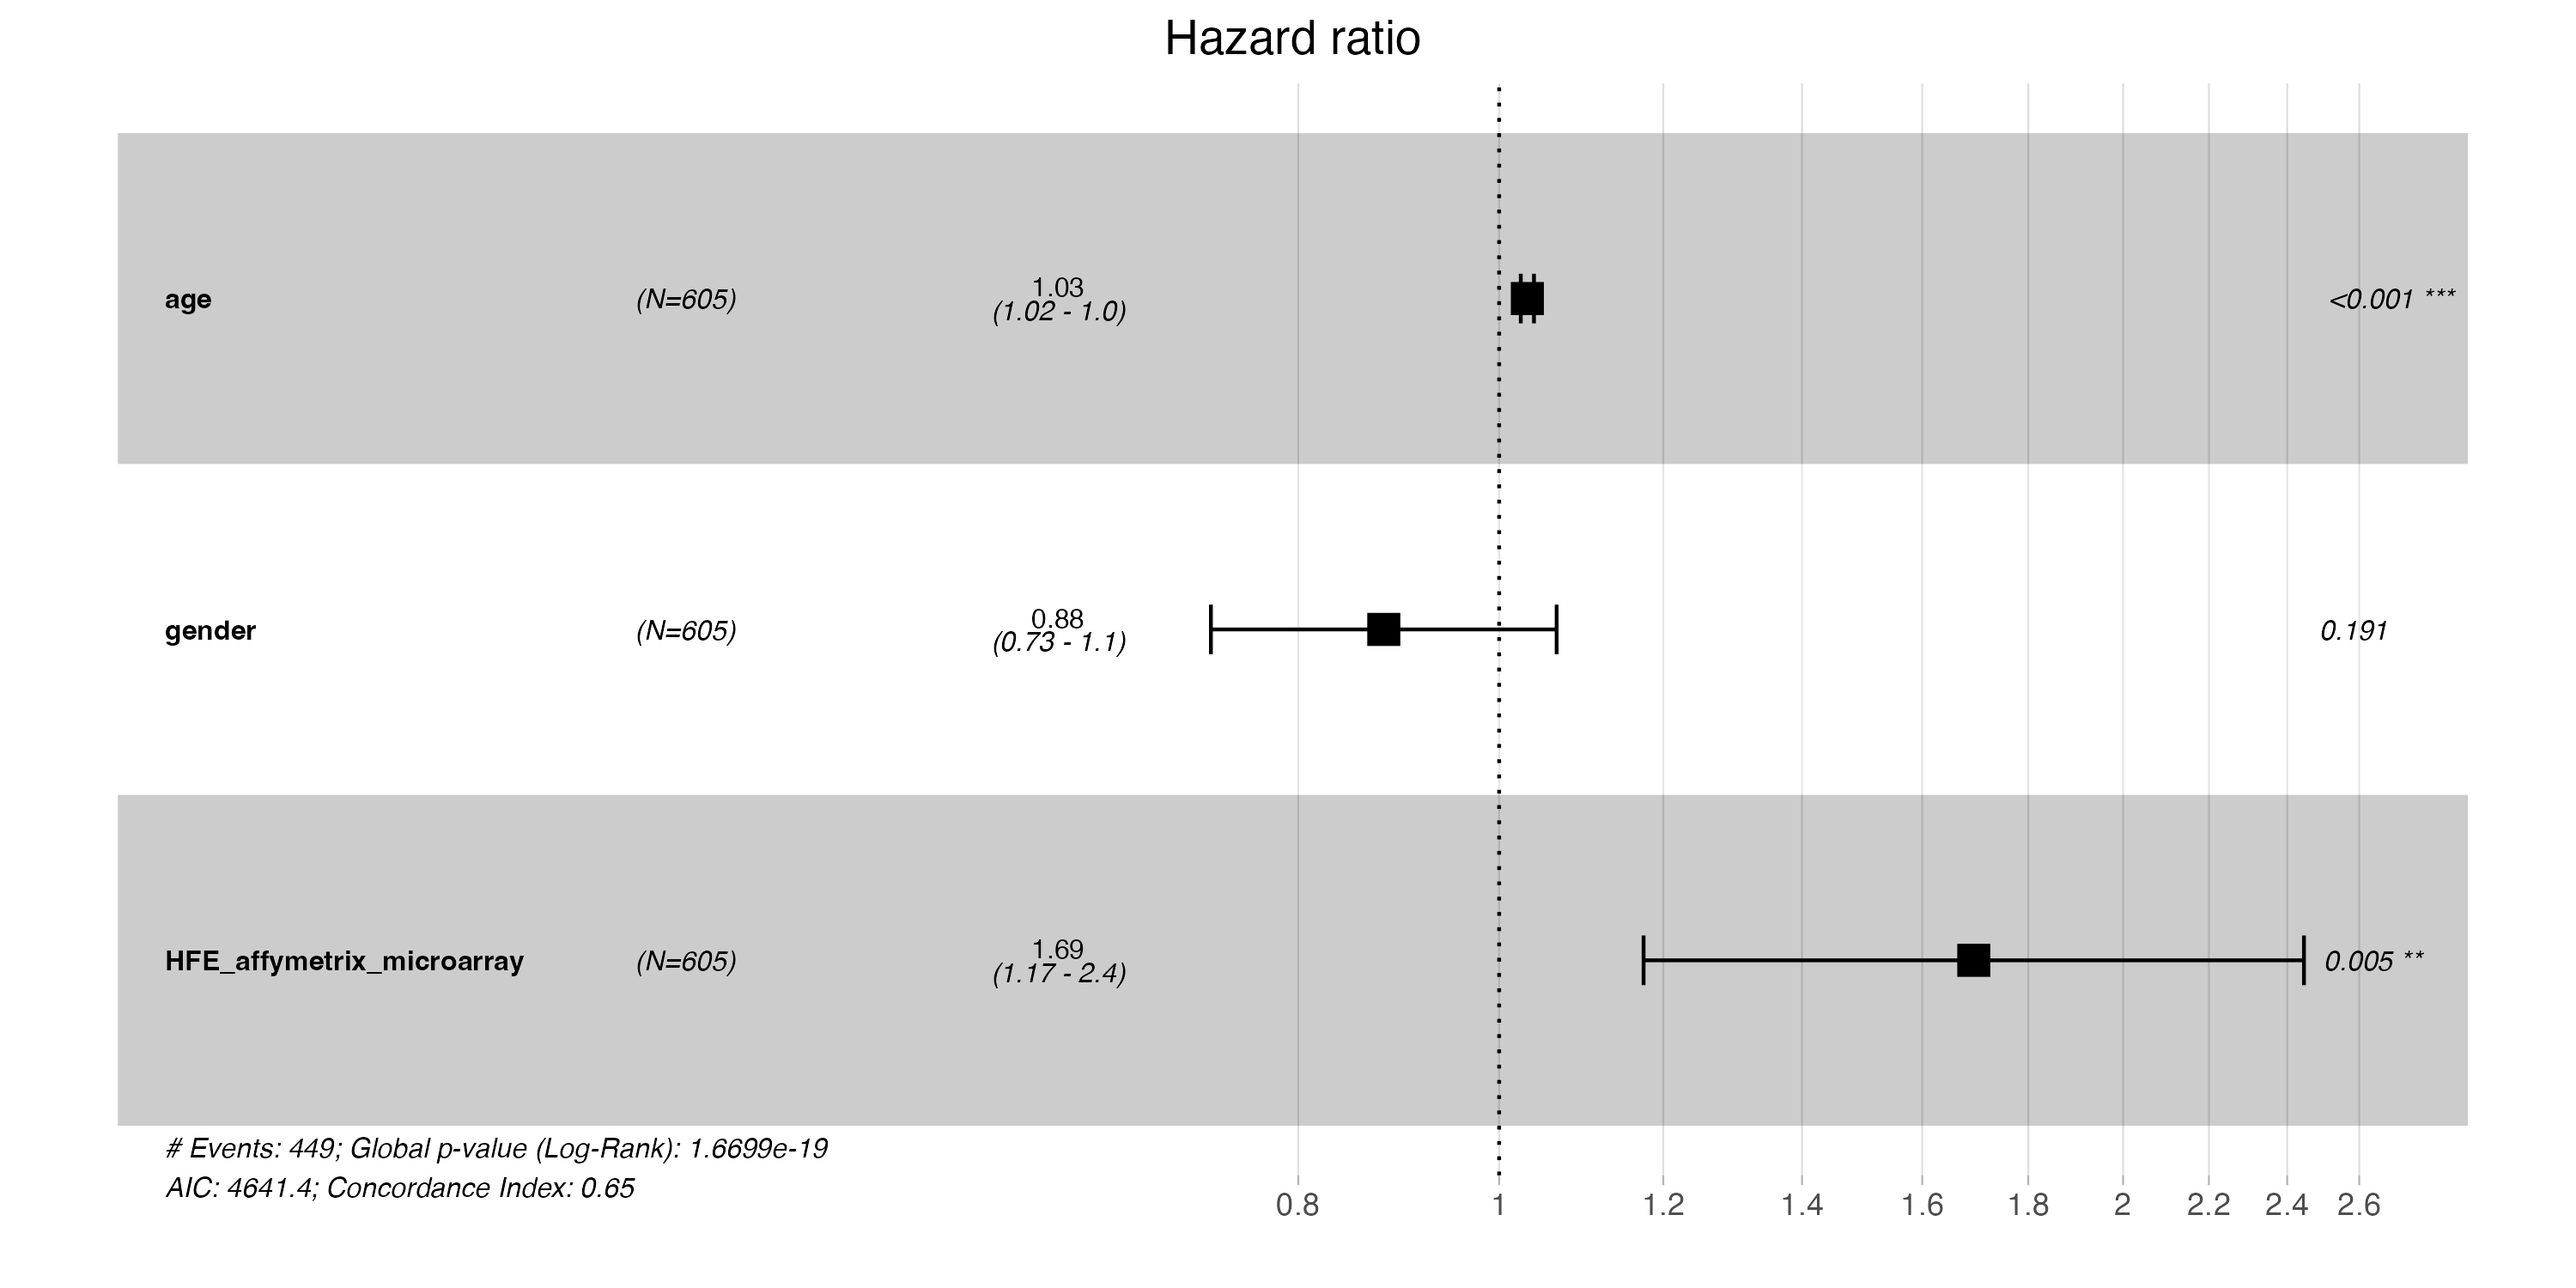 Hazard ratio
age (N=605) 1.03 <0.001 ***
(1.02 - 1.0)
gender (N=605) 0.88 0.191
(0.73 - 1.1)
HFE_affymetrix_microarray (N=605) 1.69 0.005 **
(1.17 - 2.4)
# Events: 449; Global p-value (Log-Rank): 1.6699e-19
AIC: 4641.4; Concordance Index: 0.65
0.8 1 1.2 1.4 1.6 1.8 2 2.2 2.4 2.6